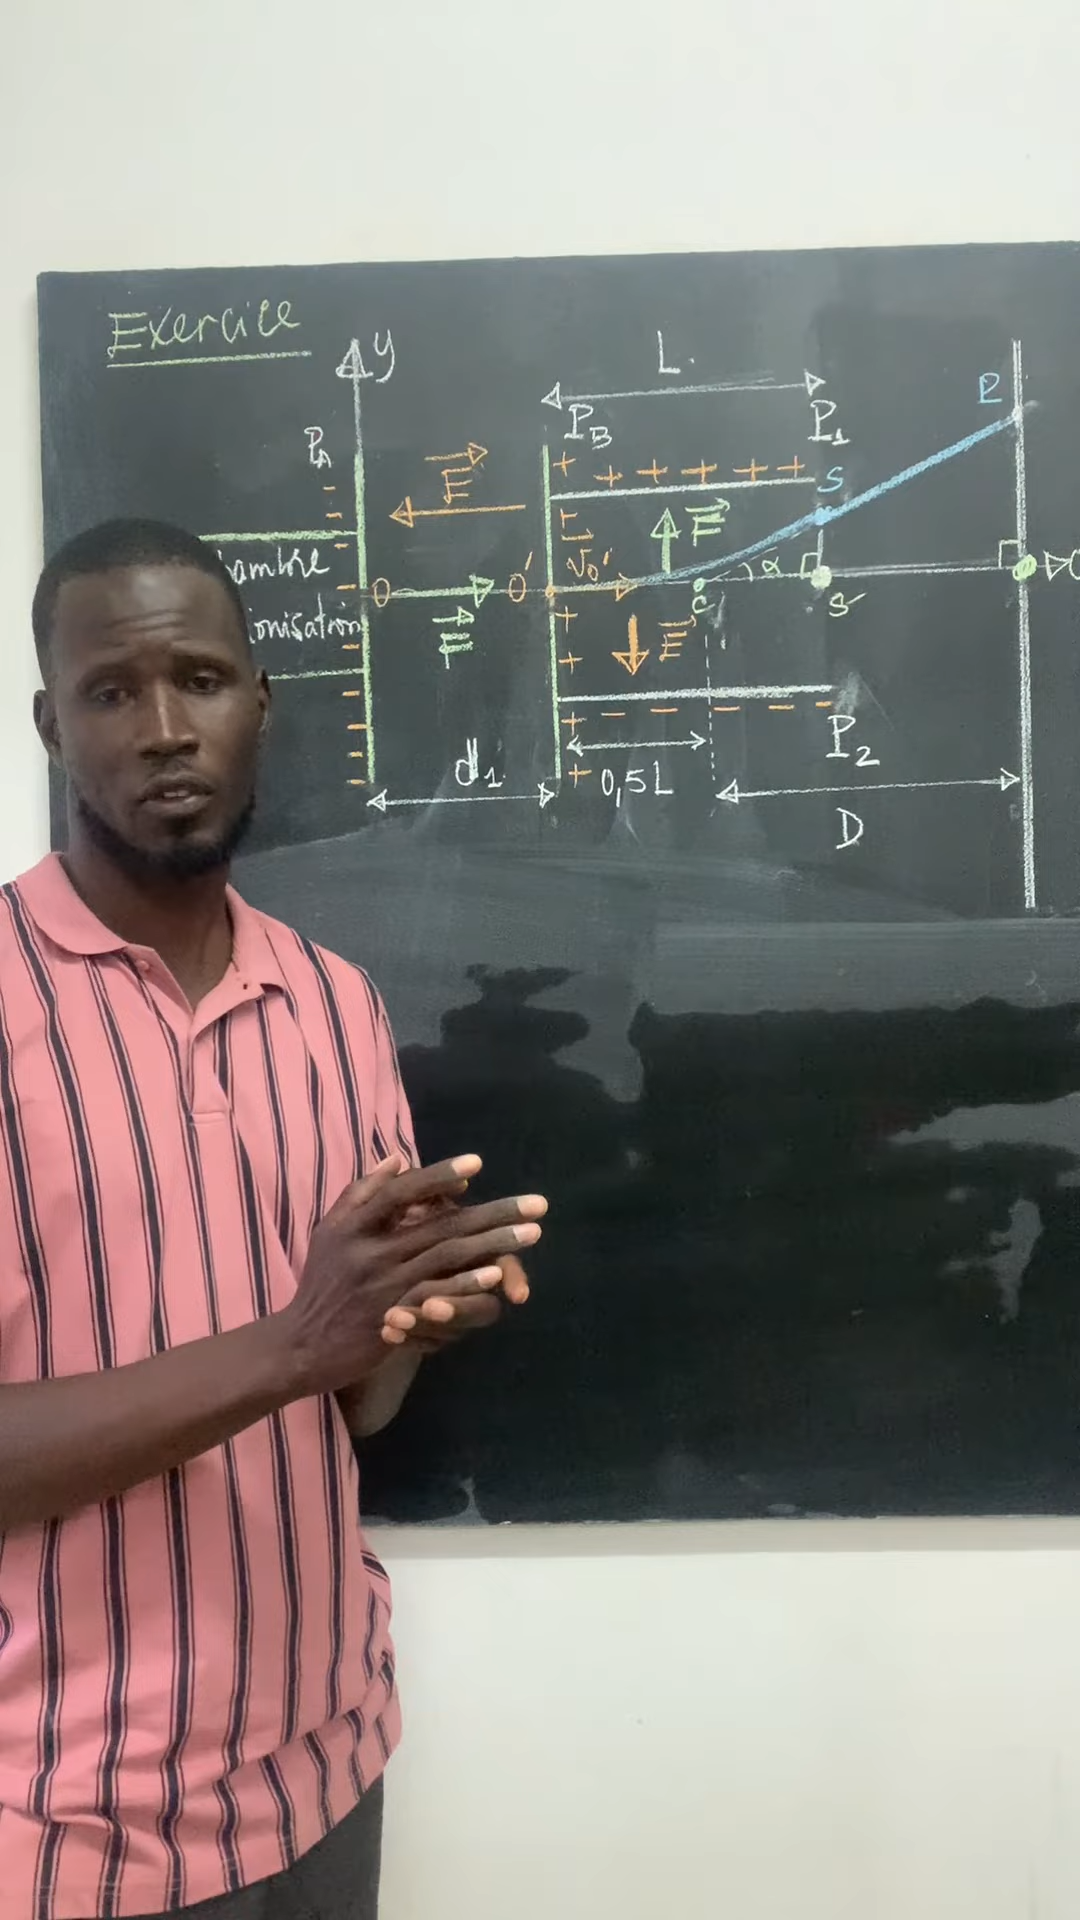 Exercice
y
L
P_A
E
P_B
P_1
R
S
F
Chambre
ionisation
O
O'
v_0'
C
α
S'
F
E'
P_2
d_1
0,5L
D